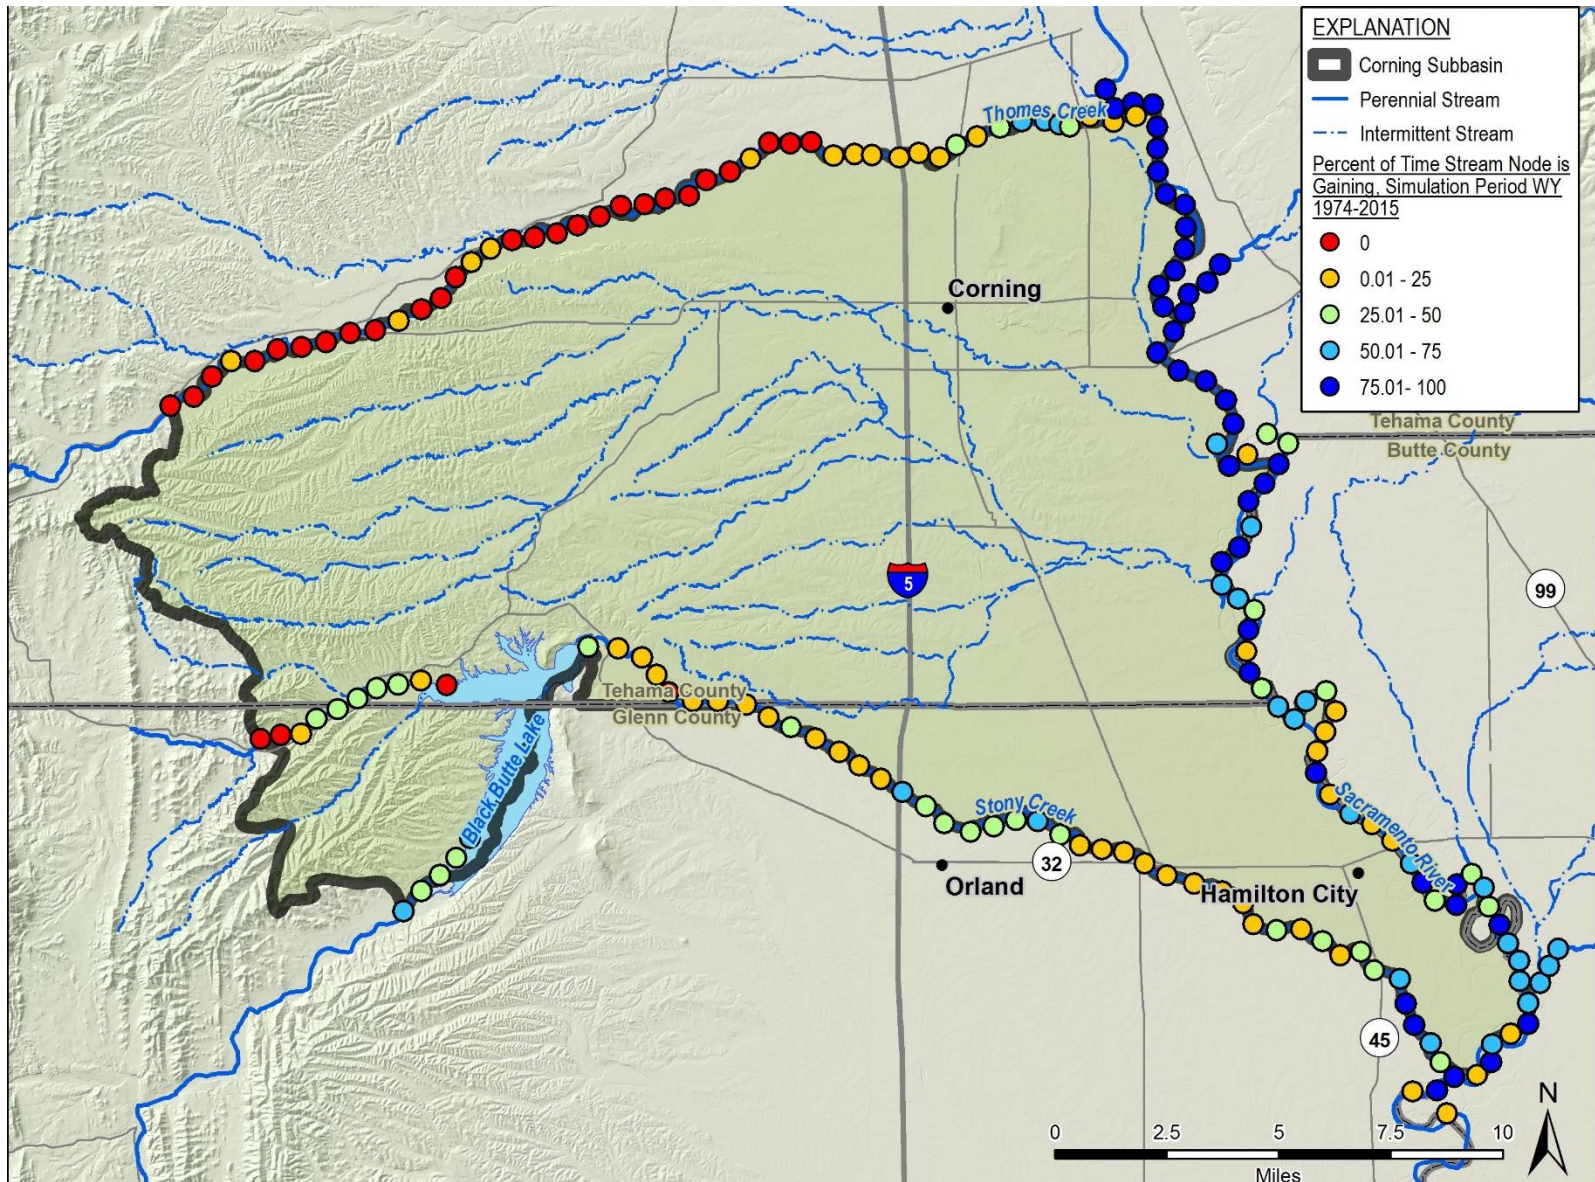 EXPLANATION
Corning Subbasin
Perennial Stream
Intermittent Stream
Percent of Time Stream Node is
Gaining, Simulation Period WY
1974-2015
0
0.01 - 25
25.01 - 50
50.01 - 75
75.01- 100
Thomes Creek
Corning
Tehama County
Butte County
5
99
Tehama County
Glenn County
Black Butte Lake
Stony Creek
Sacramento River
32
Orland
Hamilton City
45
N
0 2.5 5 7.5 10
Miles